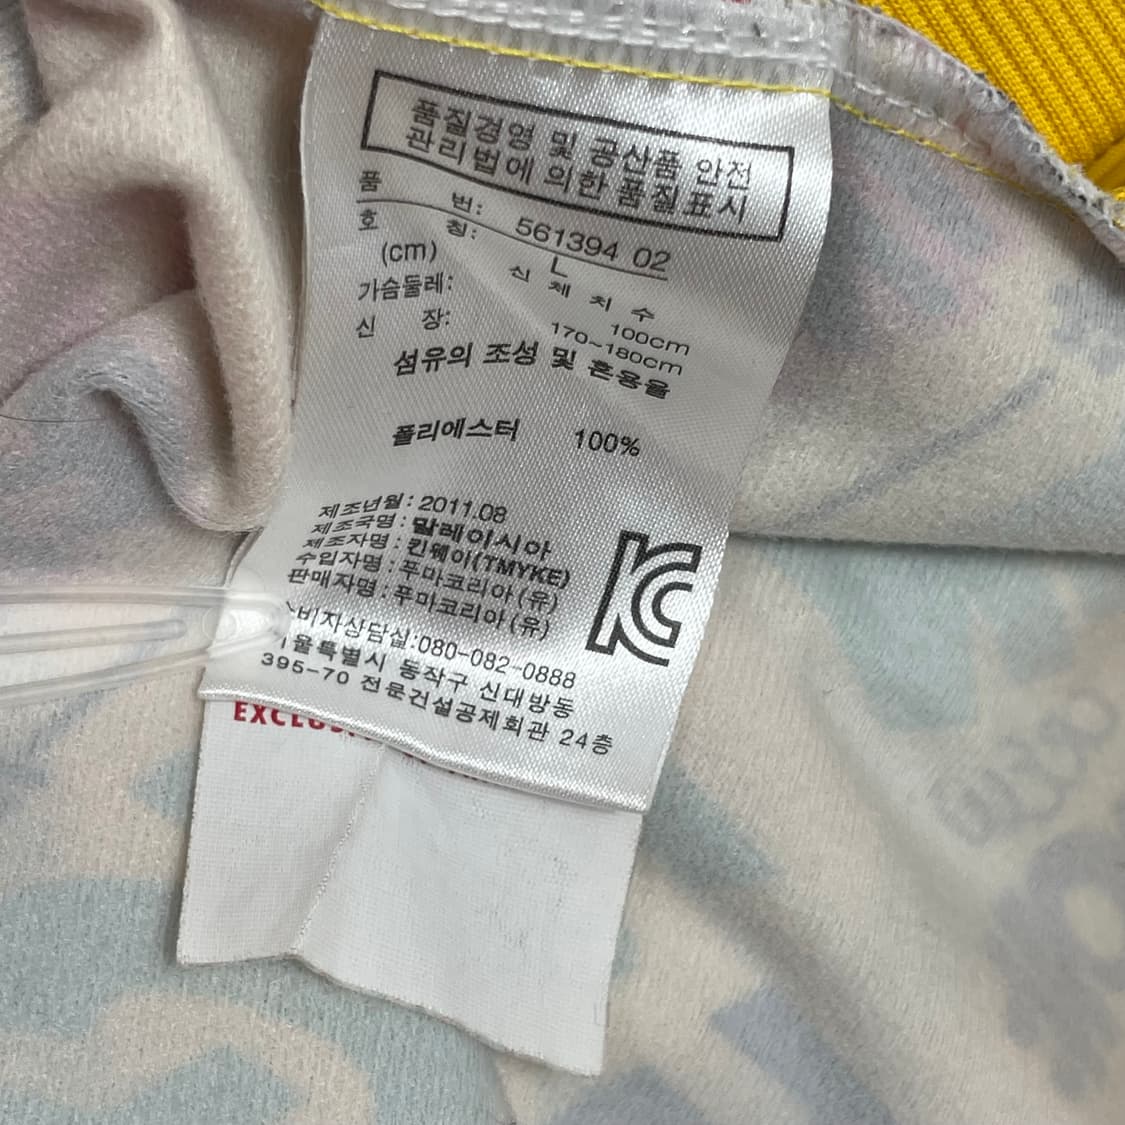 품질경영 및 공산품 안전
관리법에 의한 품질표시
품 번: 561394 02
호 칭: L
(cm) 신 체 치 수
가슴둘레: 100cm
신 장: 170~180cm
섬유의 조성 및 혼용율
폴리에스터 100%
제조년월: 2011.08
제조국명: 말레이시아
제조자명: 킨웨이(TMYKE)
수입자명: 푸마코리아(유)
판매자명: 푸마코리아(유)
비자상담실:080-082-0888
울특별시 동작구 신대방동
395-70 전문건설공제회관 24층
KC